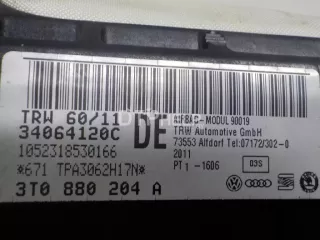 TRW 60/11
34064120C
DE
AIRBAG-MODUL 90019
TRW Automotive GmbH
73553 Alfdorf Tel:07172/302-0
2011
PT1-1606
03S
1052318530166
*671 TPA3062H17N*
3T0 880 204 A